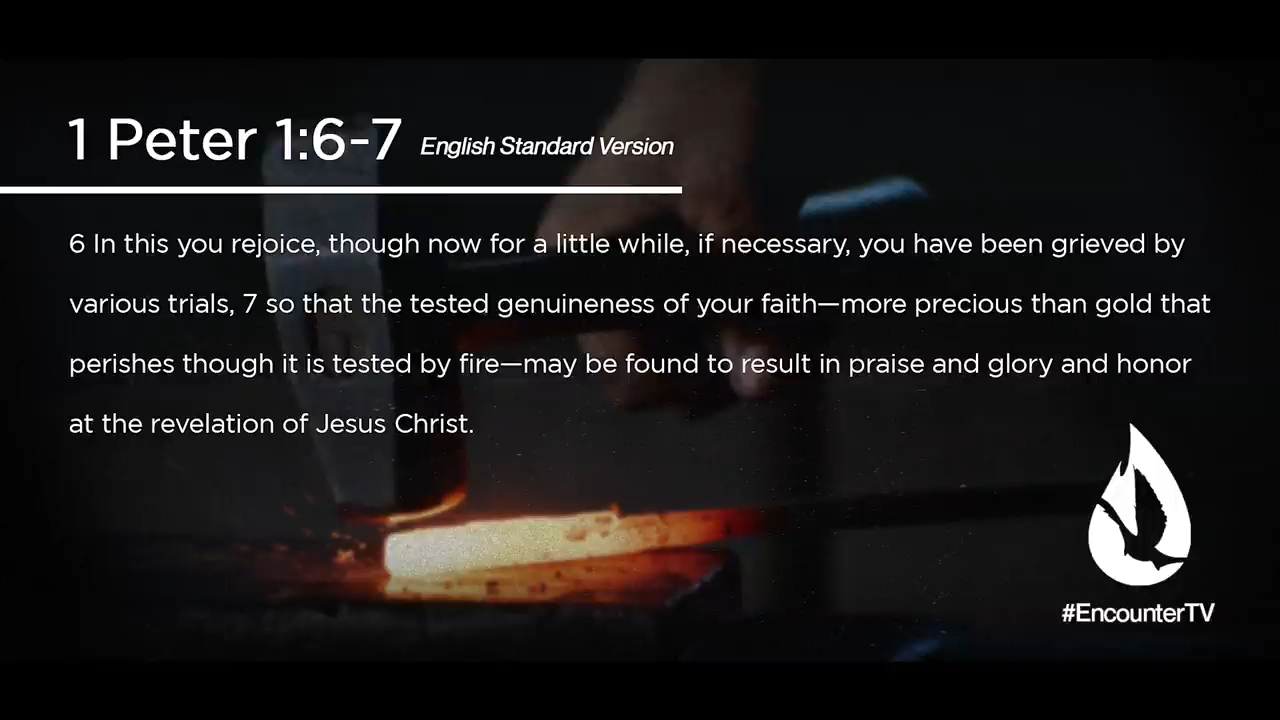 1 Peter 1:6-7 English Standard Version
6 In this you rejoice, though now for a little while, if necessary, you have been grieved by
various trials, 7 so that the tested genuineness of your faith—more precious than gold that
perishes though it is tested by fire—may be found to result in praise and glory and honor
at the revelation of Jesus Christ.
#EncounterTV